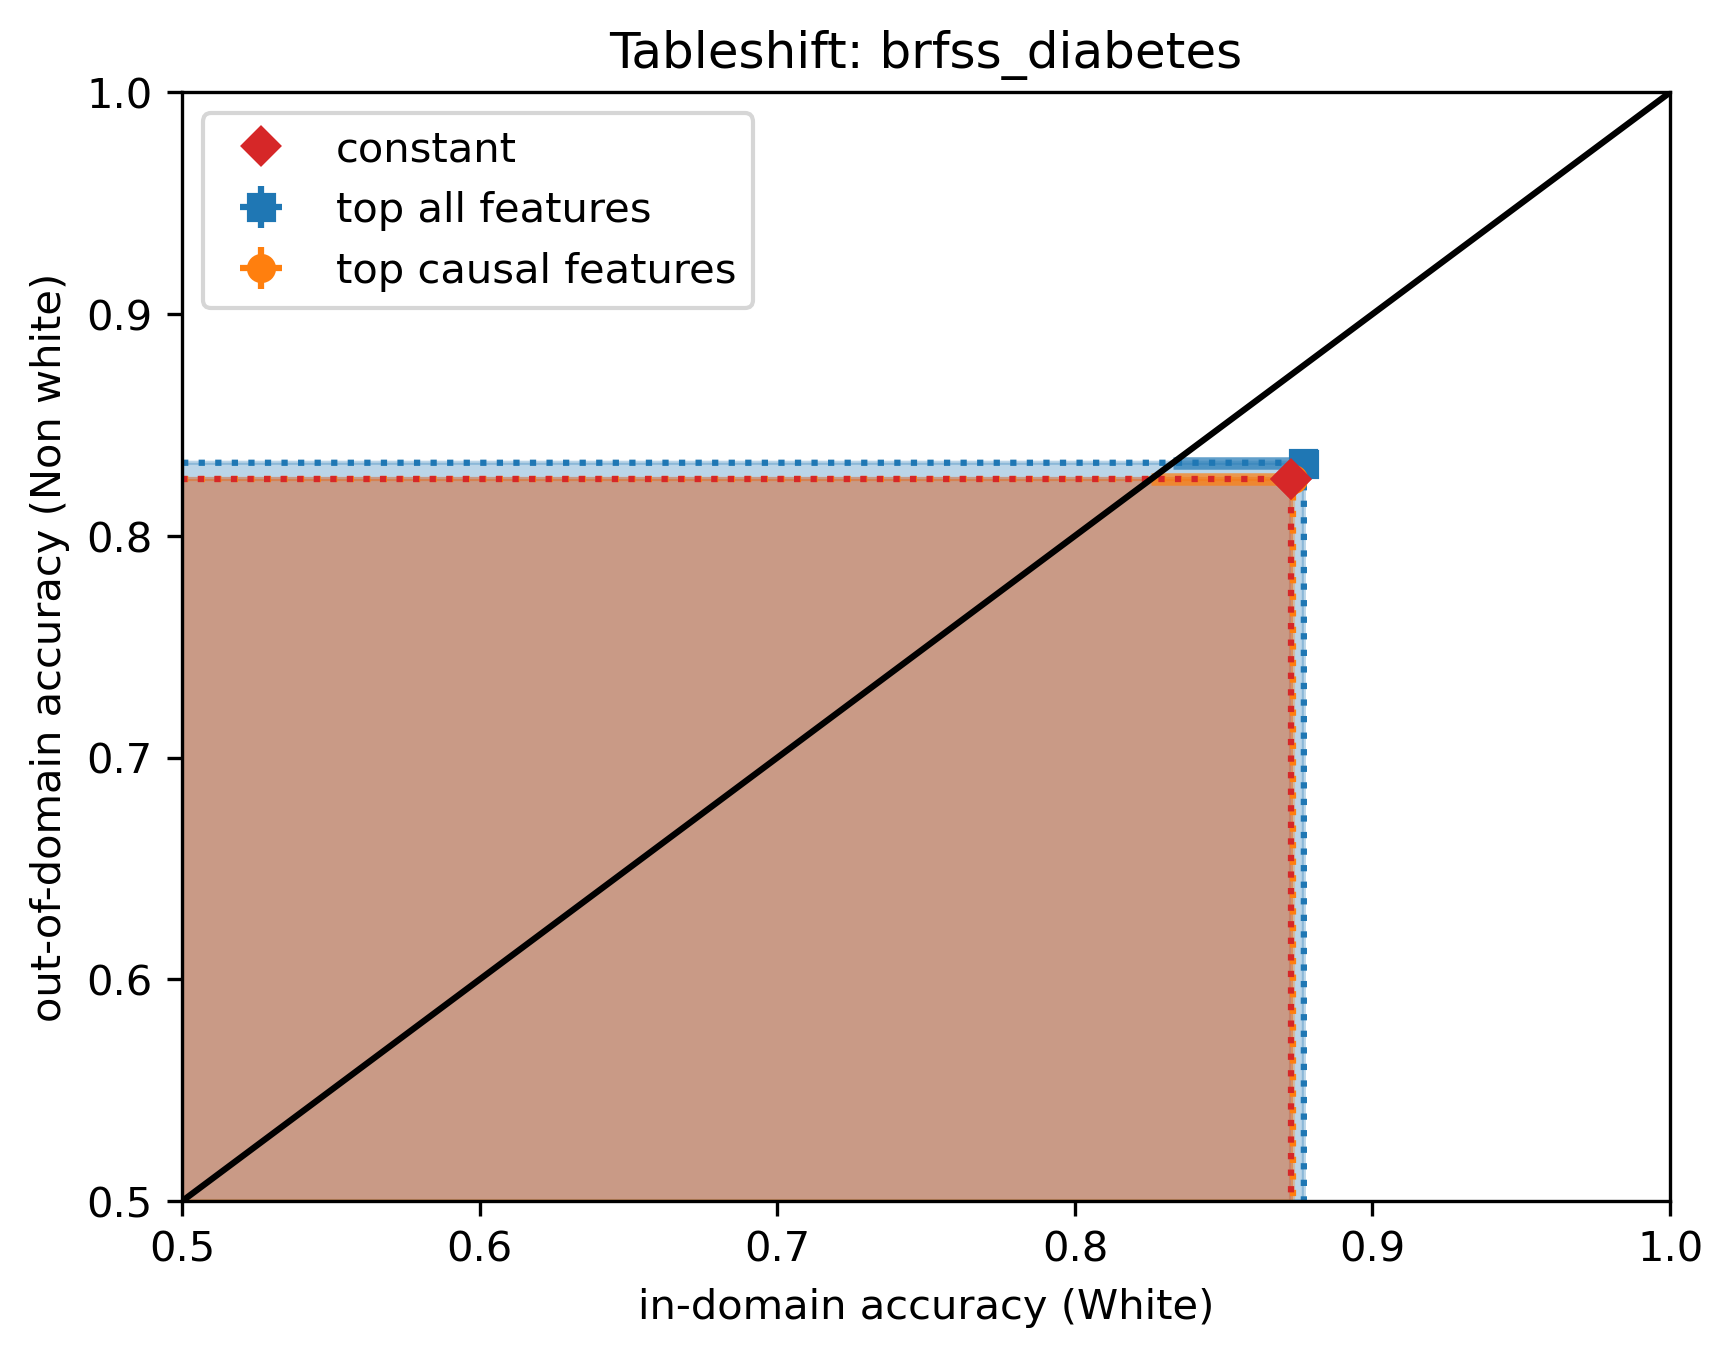 Tableshift: brfss_diabetes
constant
top all features
top causal features
out-of-domain accuracy (Non white)
1.0
0.9
0.8
0.7
0.6
0.5
0.5 0.6 0.7 0.8 0.9 1.0
in-domain accuracy (White)